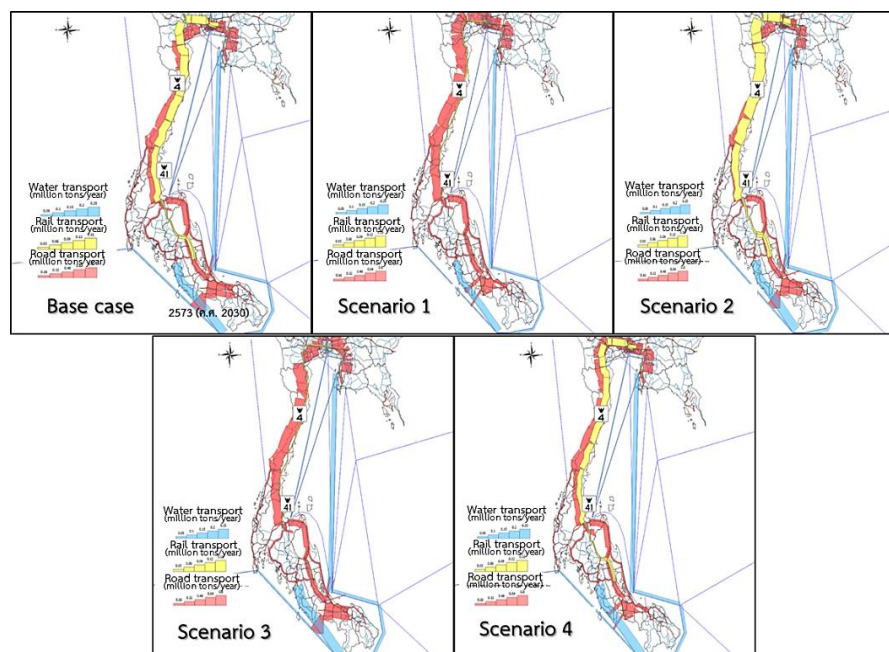 4
41
Water transport
(million tons/year)
Rail transport
(million tons/year)
Road transport
(million tons/year)
Base case
2573 (ค.ศ. 2030)
4
41
Water transport
(million tons/year)
Rail transport
(million tons/year)
Road transport
(million tons/year)
Scenario 1
4
41
Water transport
(million tons/year)
Rail transport
(million tons/year)
Road transport
(million tons/year)
Scenario 2
4
41
Water transport
(million tons/year)
Rail transport
(million tons/year)
Road transport
(million tons/year)
Scenario 3
4
41
Water transport
(million tons/year)
Rail transport
(million tons/year)
Road transport
(million tons/year)
Scenario 4